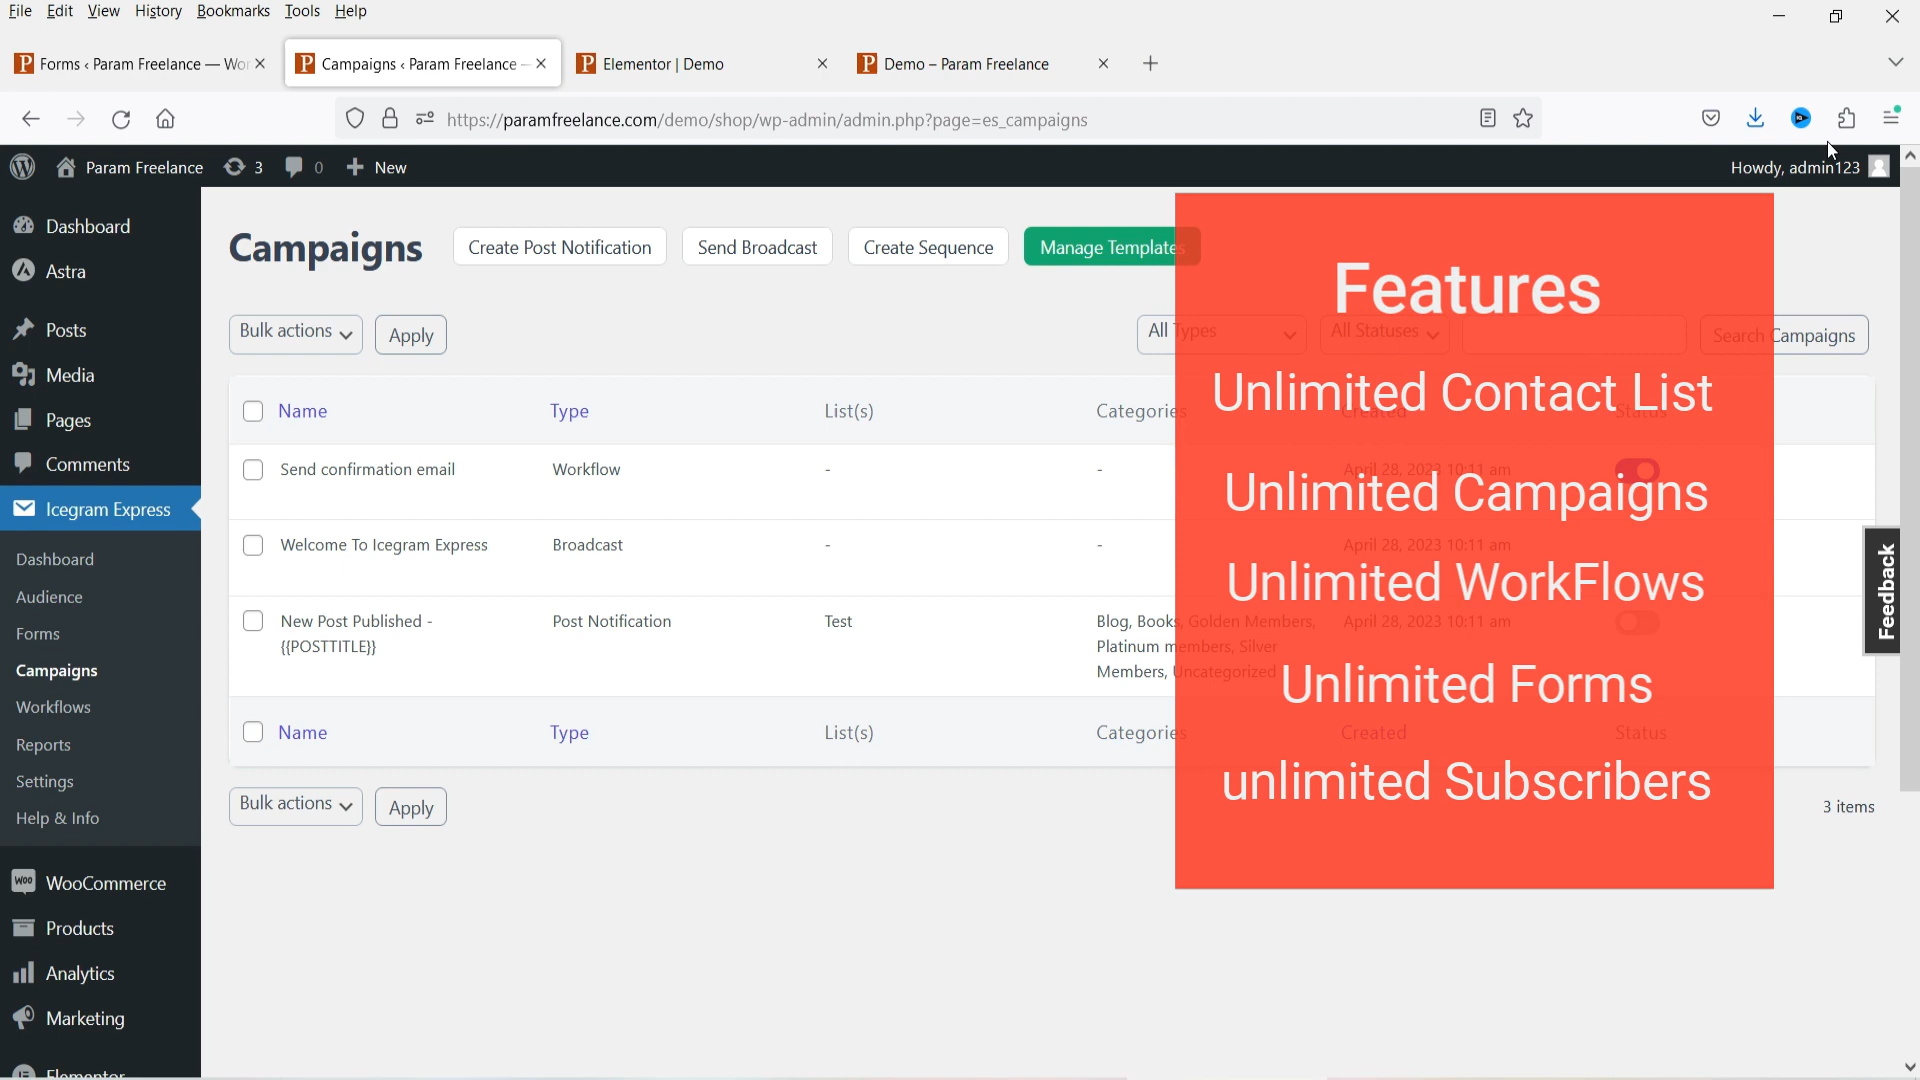 File Edit View History Bookmarks Tools Help
Forms ‹ Param Freelance — Wor
Campaigns ‹ Param Freelance –
Elementor | Demo
Demo – Param Freelance
https://paramfreelance.com/demo/shop/wp-admin/admin.php?page=es_campaigns
Param Freelance 3 0 New
Howdy, admin123
Dashboard
Astra
Posts
Media
Pages
Comments
Icegram Express
Dashboard
Audience
Forms
Campaigns
Workflows
Reports
Settings
Help & Info
WooCommerce
Products
Analytics
Marketing
Elementor
Campaigns
Create Post Notification
Send Broadcast
Create Sequence
Manage Templates
Bulk actions
Apply
All Types
All Statuses
Search Campaigns
Name Type List(s) Categories Created Status
Send confirmation email Workflow - - April 28, 2023 10:11 am
Welcome To Icegram Express Broadcast - - April 28, 2023 10:11 am
New Post Published - Post Notification Test Blog, Books, Golden Members, April 28, 2023 10:11 am
{{POSTTITLE}} Platinum members, Silver
Members, Uncategorized
Name Type List(s) Categories Created Status
Bulk actions
Apply
3 items
Features
Unlimited Contact List
Unlimited Campaigns
Unlimited WorkFlows
Unlimited Forms
unlimited Subscribers
Feedback